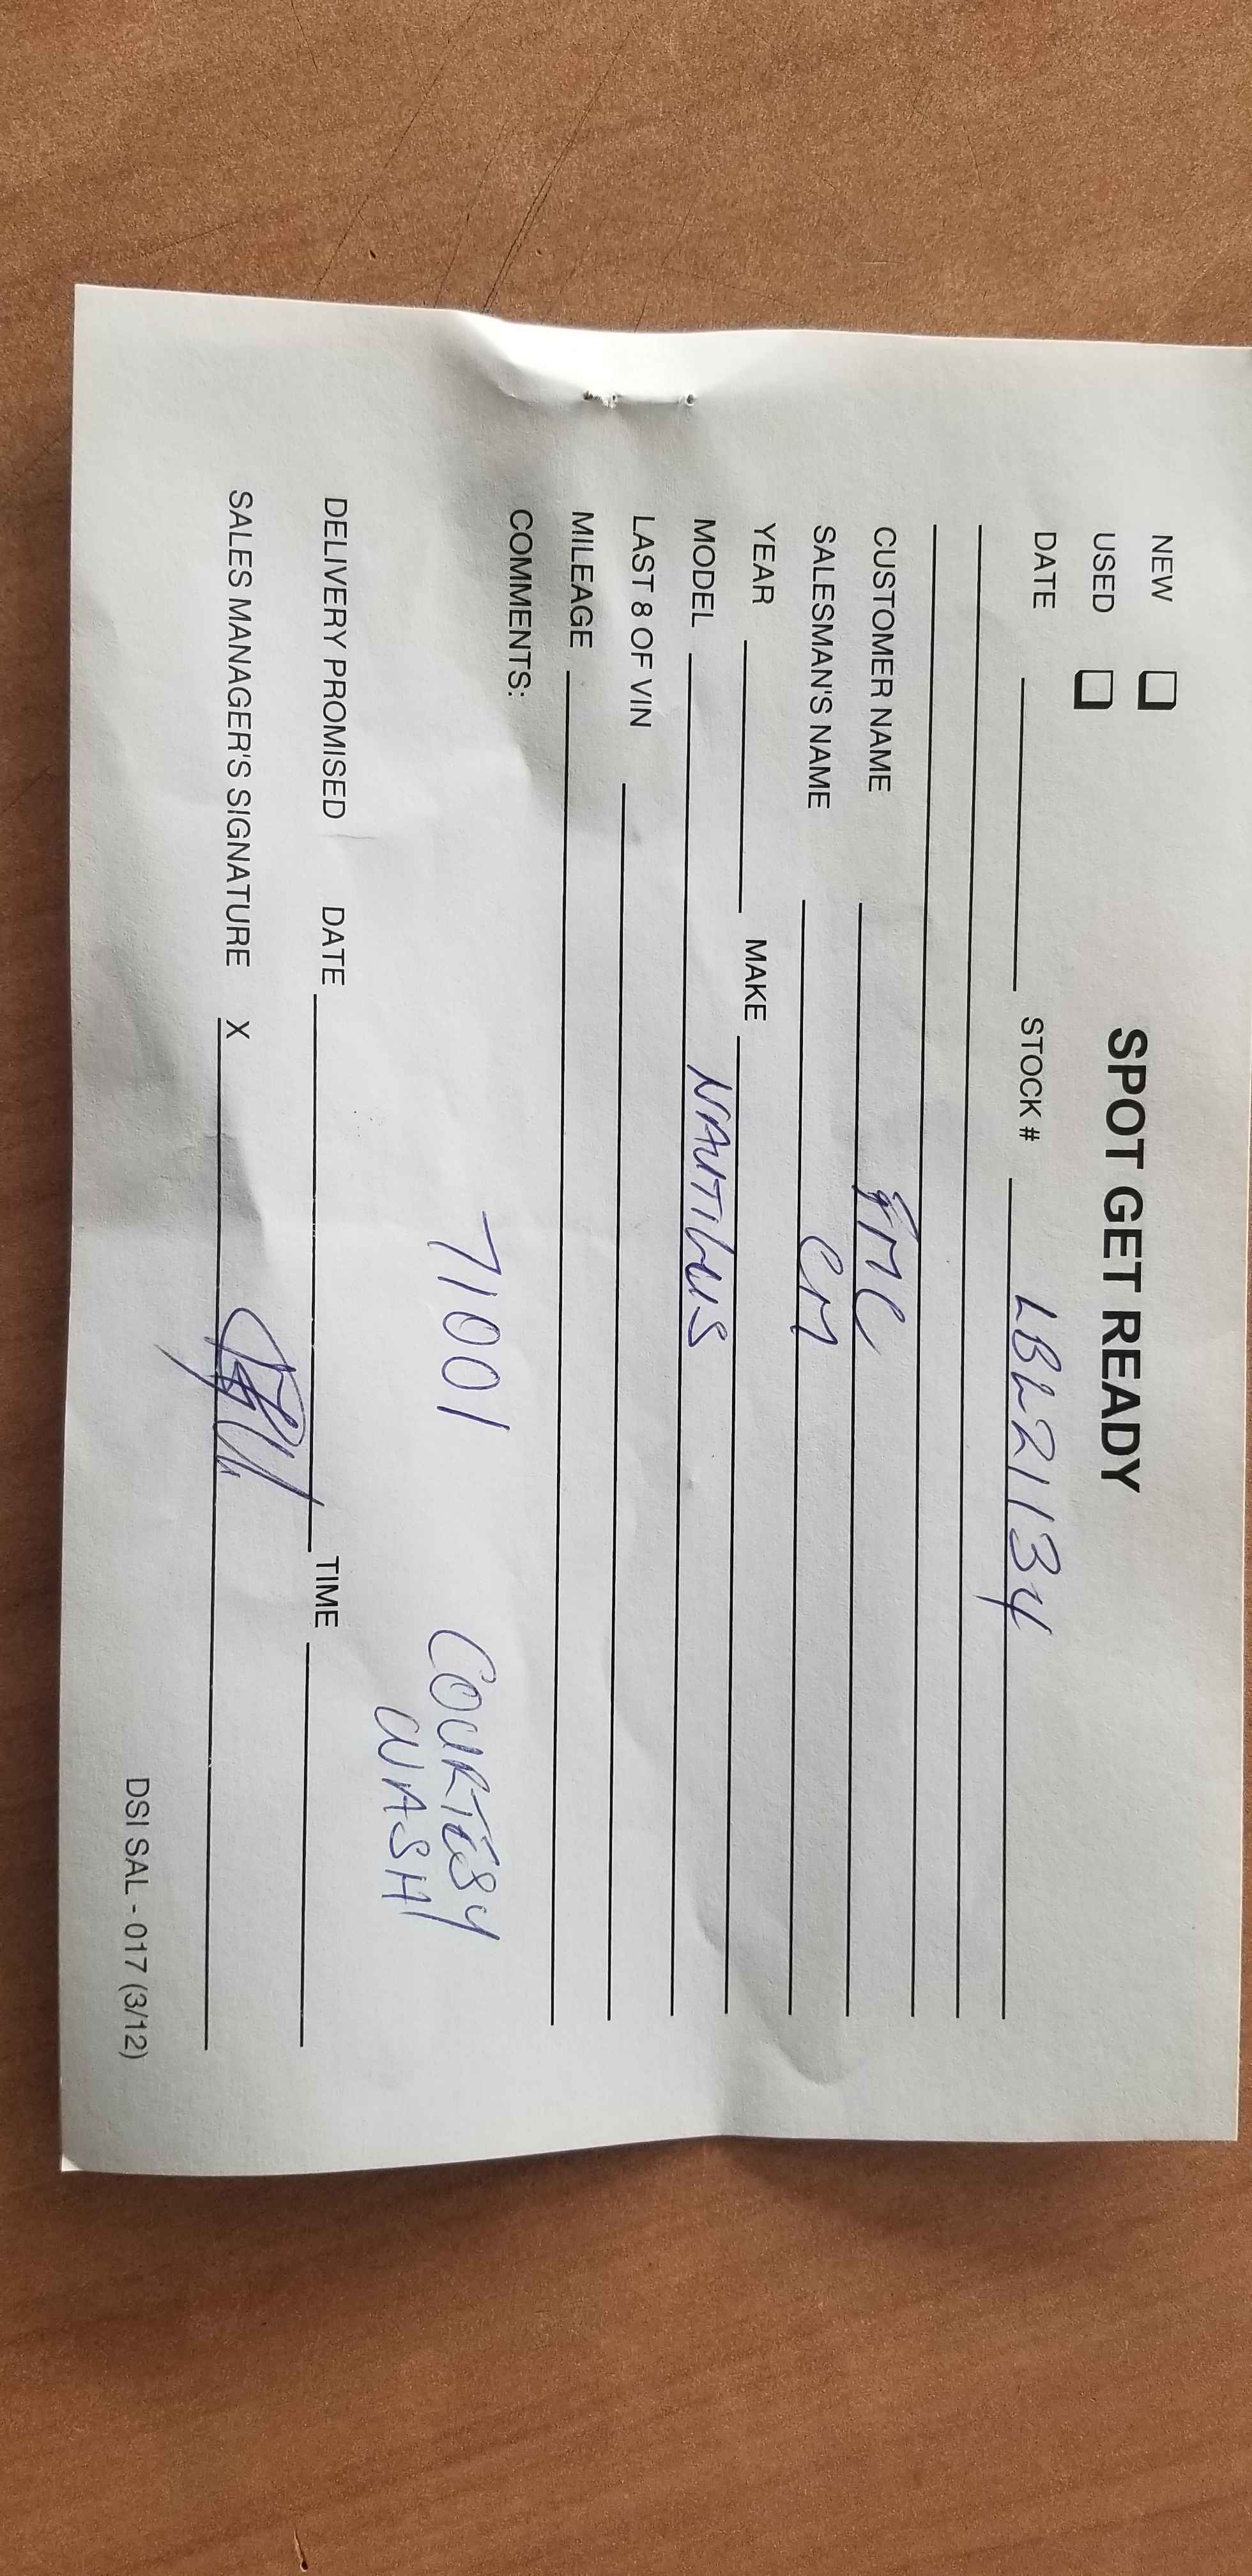 SPOT GET READY
NEW
USED
DATE STOCK # LBL21134
CUSTOMER NAME FMC
SALESMAN'S NAME CM
YEAR MAKE
MODEL NAUTILUS
LAST 8 OF VIN
MILEAGE
COMMENTS:
71001 COURTESY
WASH
DELIVERY PROMISED DATE TIME
SALES MANAGER'S SIGNATURE X
DSI SAL - 017 (3/12)